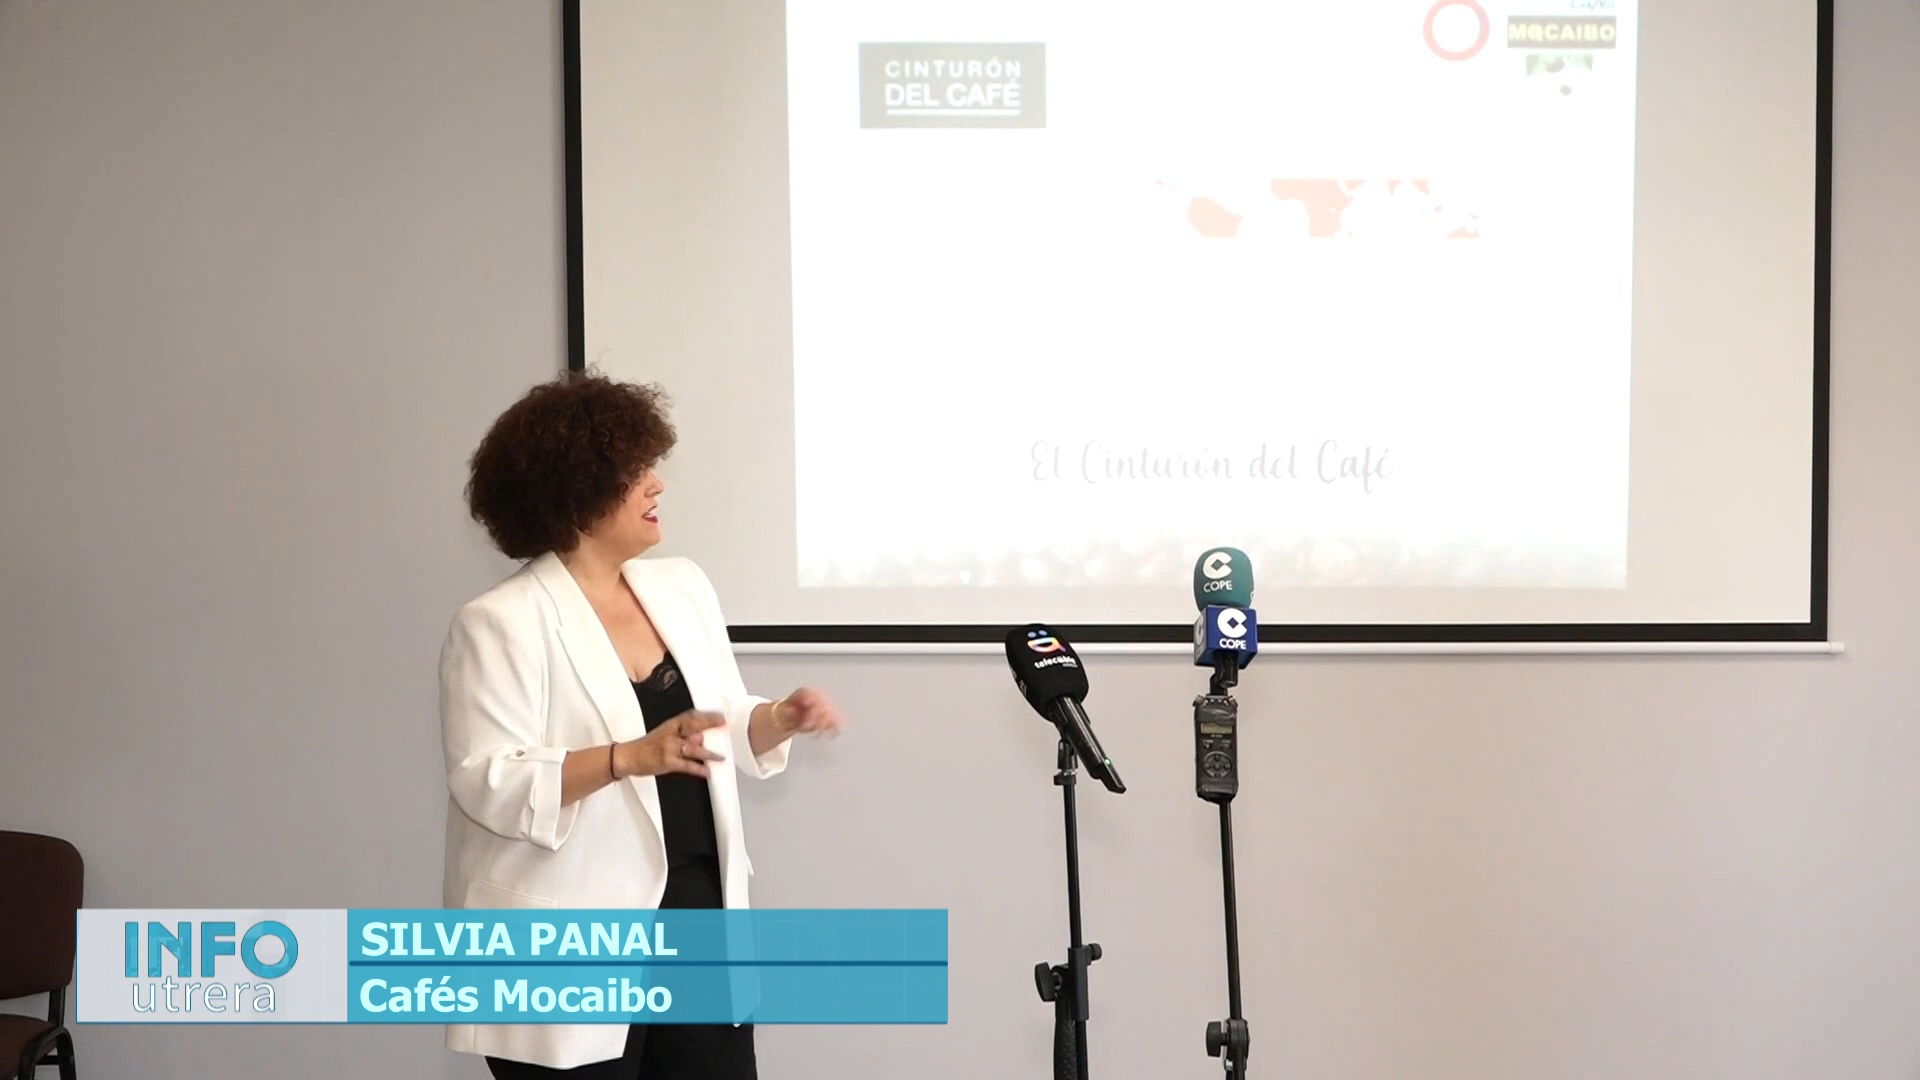 MOCAIBO
CINTURÓN
DEL CAFÉ
El Cinturón del Café
COPE
COPE
telecable
INFO
utrera
SILVIA PANAL
Cafés Mocaibo